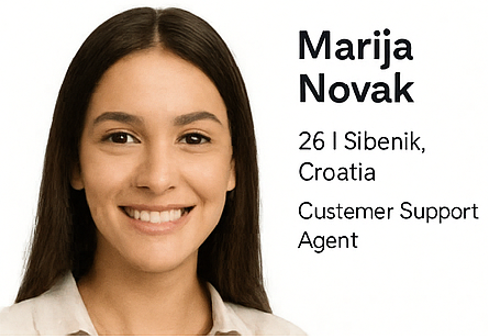 Marija
Novak
26 | Sibenik,
Croatia
Custemer Support
Agent